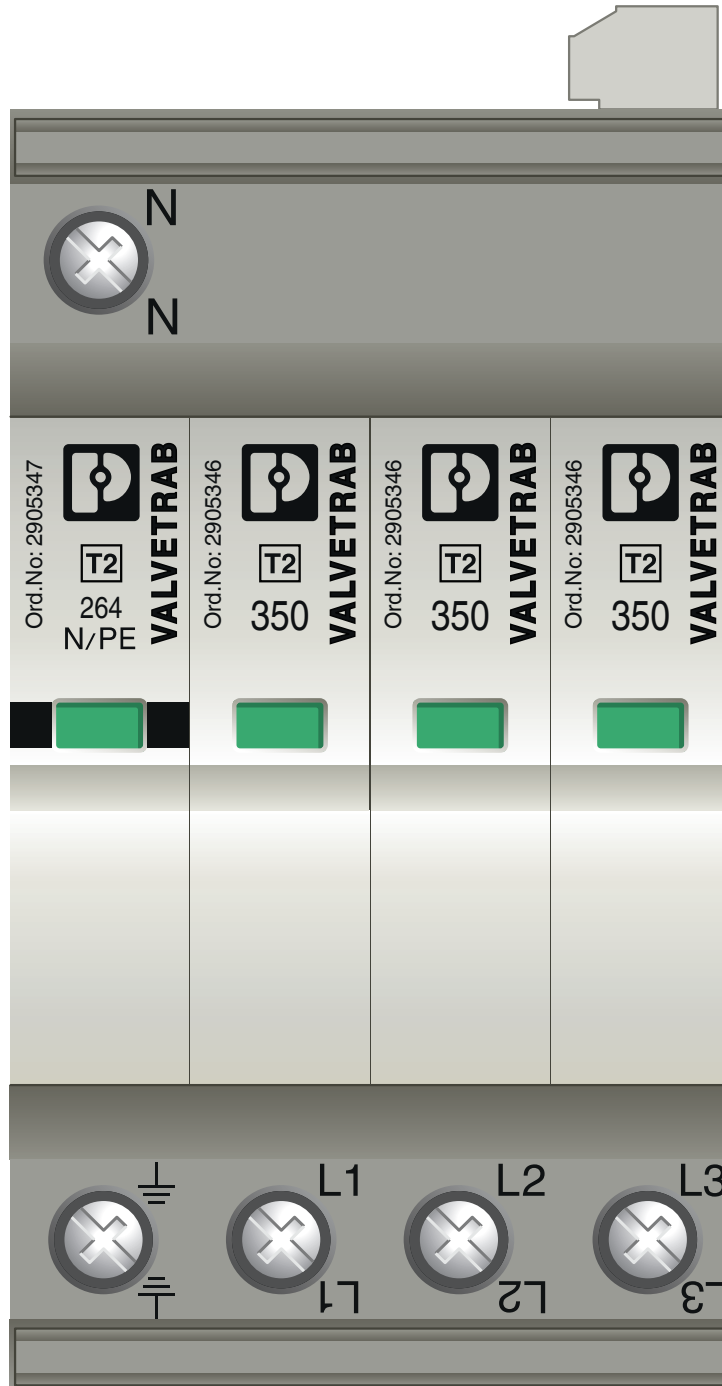 N
N
Ord.No: 2905347
VALVETRAB
T2
264
N/PE
Ord.No: 2905346
VALVETRAB
T2
350
Ord.No: 2905346
VALVETRAB
T2
350
Ord.No: 2905346
VALVETRAB
T2
350
L1
L2
L3
L1
L2
L3